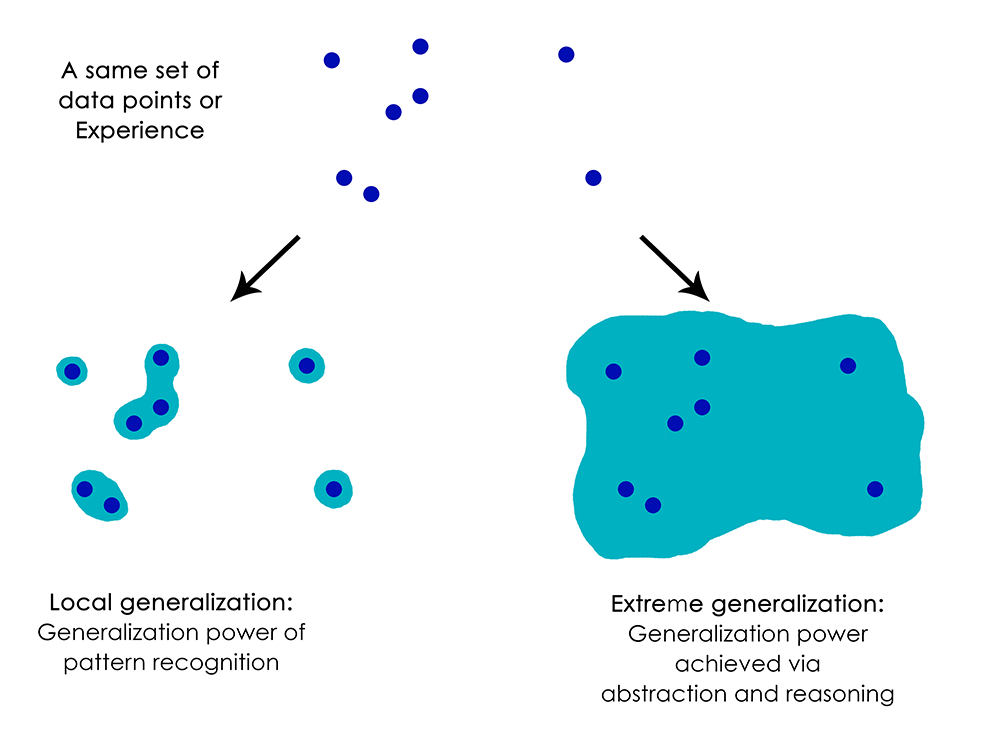 A same set of
data points or
Experience
Local generalization:
Generalization power of
pattern recognition
Extreme generalization:
Generalization power
achieved via
abstraction and reasoning